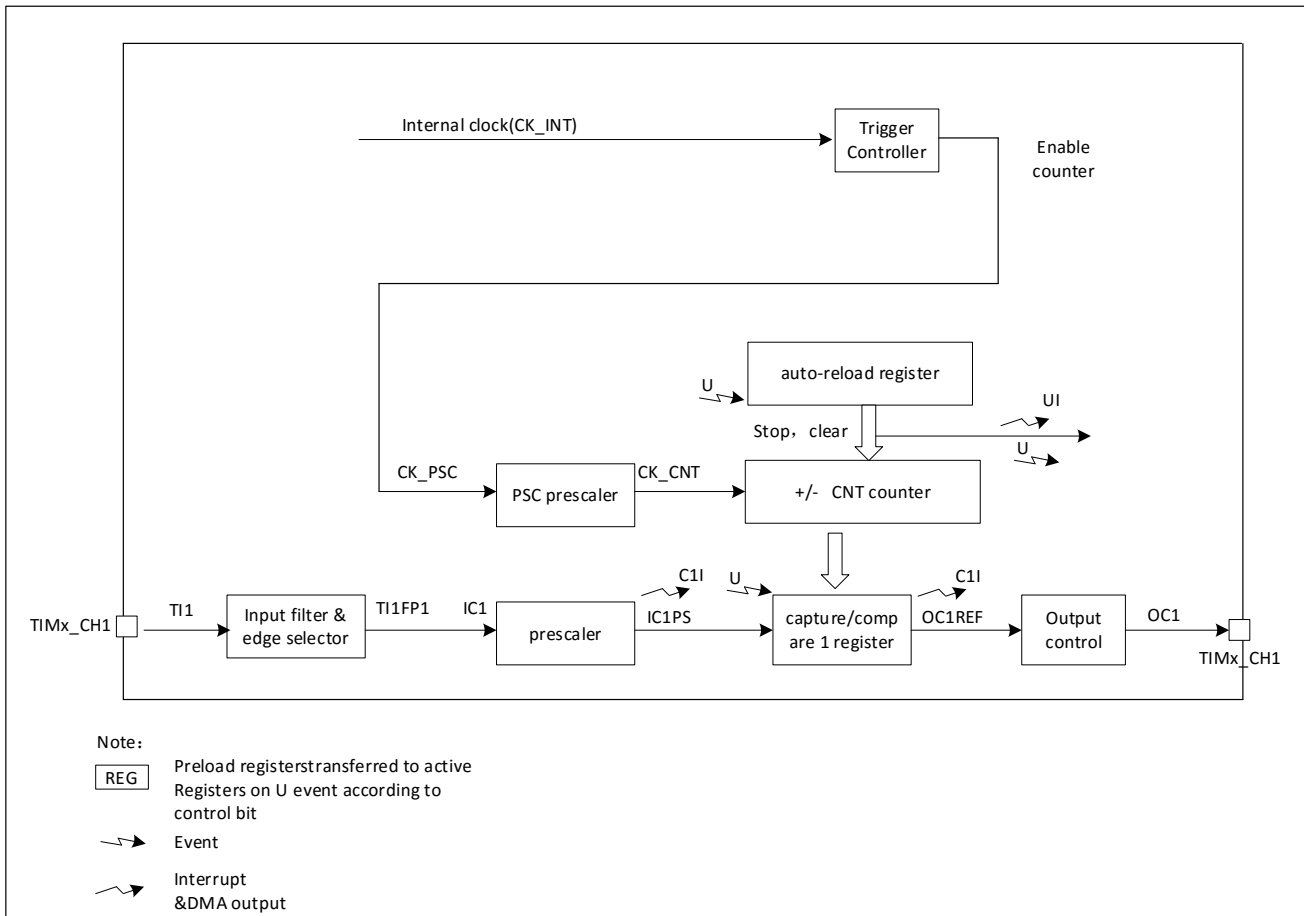 Internal clock(CK_INT)
Trigger
Controller
Enable
counter
auto-reload register
U
UI
Stop，clear
U
CK_PSC
PSC prescaler
CK_CNT
+/- CNT counter
TIMx_CH1
TI1
Input filter &
edge selector
TI1FP1
IC1
prescaler
C1I
IC1PS
U
capture/comp
are 1 register
C1I
OC1REF
Output
control
OC1
TIMx_CH1
Note：
REG
Preload registerstransferred to active
Registers on U event according to
control bit
Event
Interrupt
&DMA output